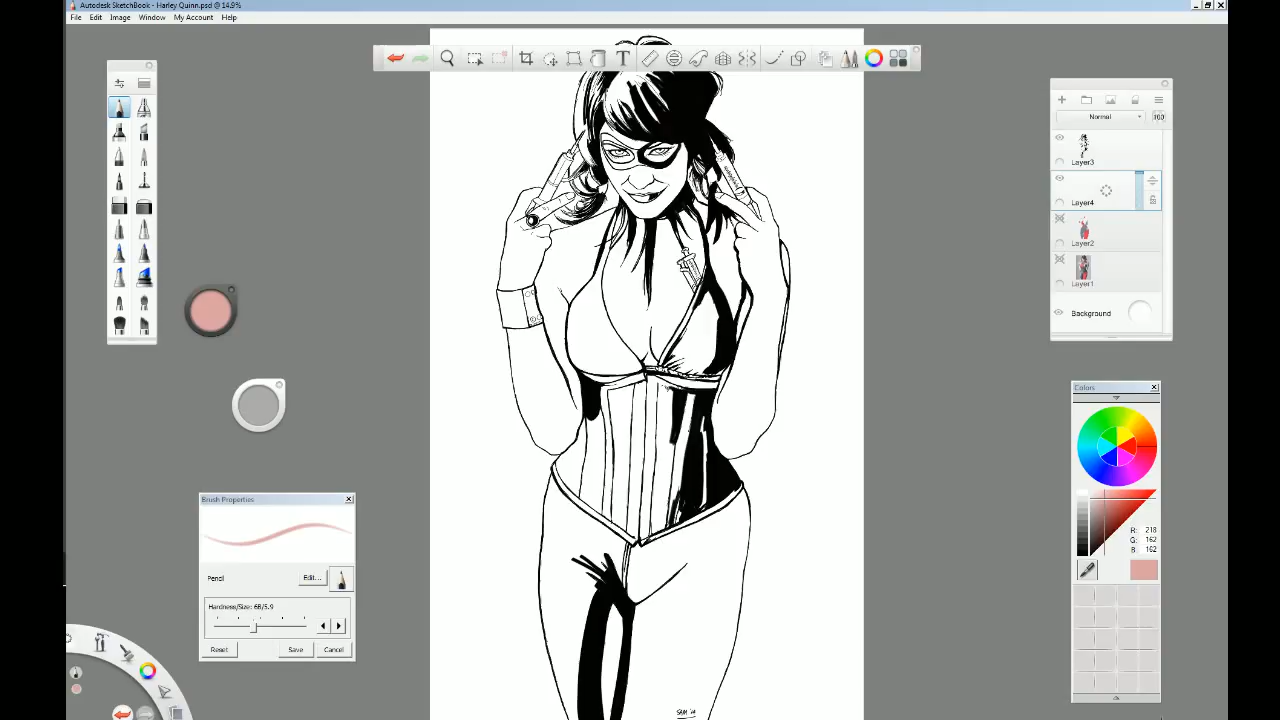 Autodesk SketchBook - Harley Quinn.psd @ 14.9%
File Edit Image Window My Account Help
T
Normal 100
Layer3
Layer4
Layer2
Layer1
Background
Colors
R: 218
G: 162
B: 162
Brush Properties
Pencil Edit...
Hardness/Size: 6B/5.9
Reset Save Cancel